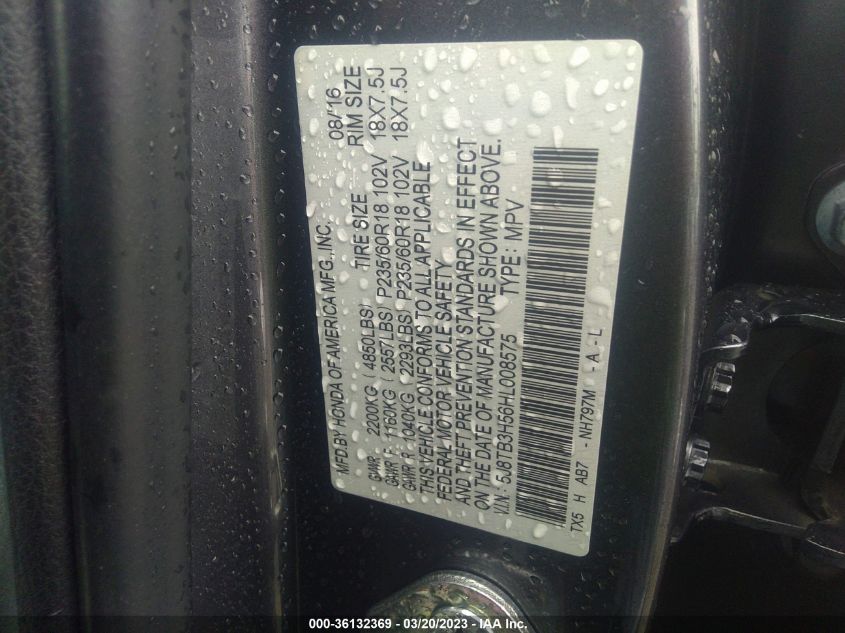 MFD.BY HONDA OF AMERICA MFG.,INC. 08/16
GVWR 2200KG (4850LBS) TIRE SIZE RIM SIZE
GAWR F 1160KG (2557LBS) P235/60R18 102V 18X7.5J
GAWR R 1040KG (2293LBS) P235/60R18 102V 18X7.5J
THIS VEHICLE CONFORMS TO ALL APPLICABLE
FEDERAL MOTOR VEHICLE SAFETY
AND THEFT PREVENTION STANDARDS IN EFFECT
ON THE DATE OF MANUFACTURE SHOWN ABOVE.
V.I.N.: 5J8TB3H56HL008575 TYPE: MPV
TX5 H AB7 - NH797M - A - L
000-36132369 — 03/20/2023 — IAA Inc.